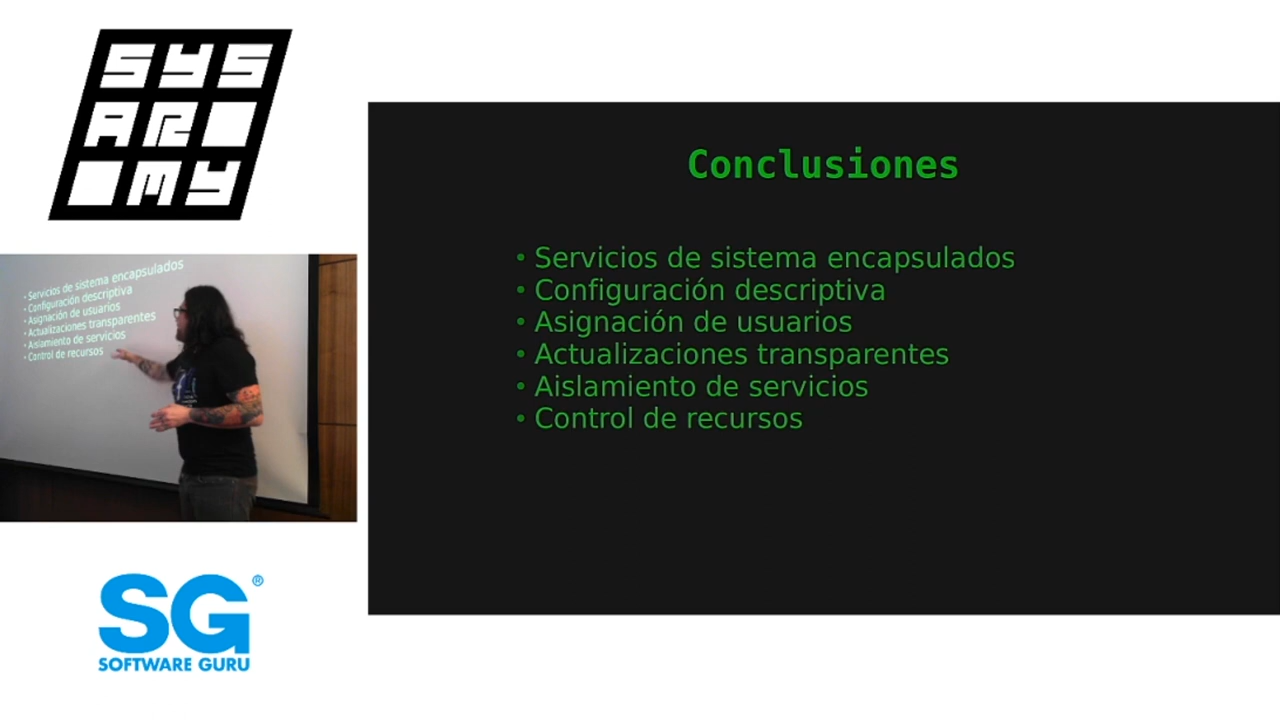 SYS
AR
MY
• Servicios de sistema encapsulados
• Configuración descriptiva
• Asignación de usuarios
• Actualizaciones transparentes
• Aislamiento de servicios
• Control de recursos
SG®
SOFTWARE GURU
Conclusiones
• Servicios de sistema encapsulados
• Configuración descriptiva
• Asignación de usuarios
• Actualizaciones transparentes
• Aislamiento de servicios
• Control de recursos